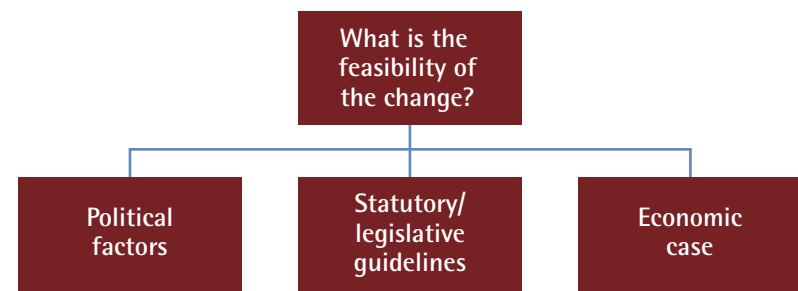 What is the
feasibility of
the change?
Political
factors
Statutory/
legislative
guidelines
Economic
case